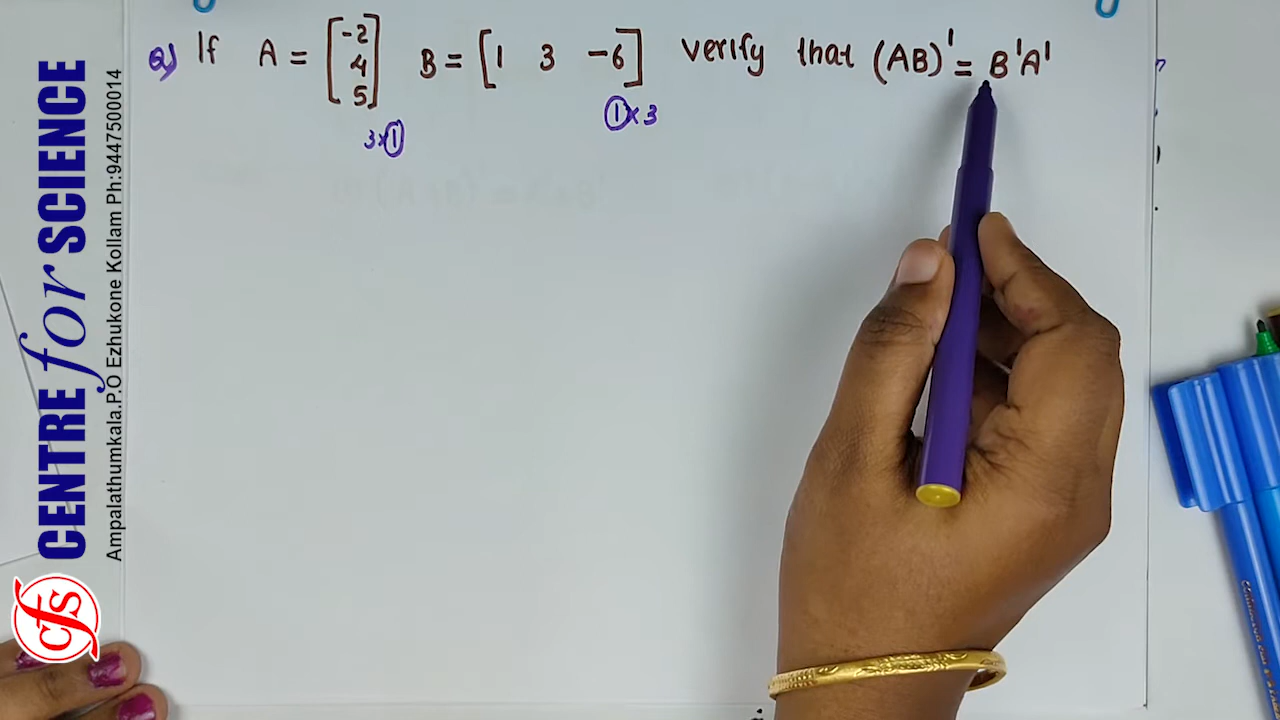 Q) If A = [-2 4 5] B = [1 3 -6] verify that (AB)' = B'A'
3×1 1×3
CENTRE for SCIENCE
Ampalathumkala.P.O Ezhukone Kollam Ph:9447500014
cfs